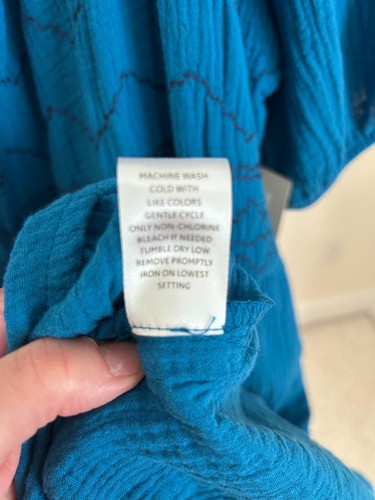 MACHINE WASH
COLD WITH
LIKE COLORS
GENTLE CYCLE
ONLY NON-CHLORINE
BLEACH IF NEEDED
TUMBLE DRY LOW
REMOVE PROMPTLY
IRON ON LOWEST
SETTING